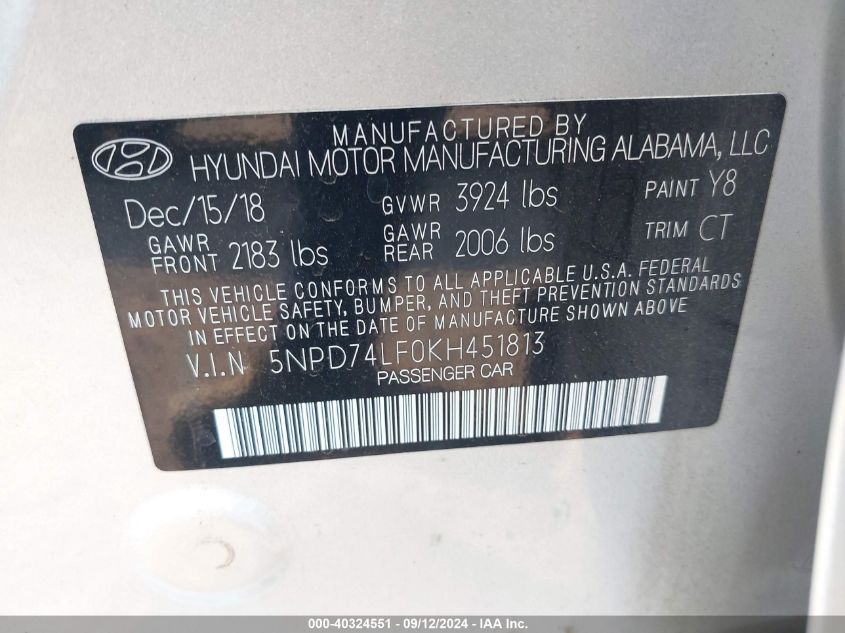 MANUFACTURED BY
HYUNDAI MOTOR MANUFACTURING ALABAMA, LLC
Dec/15/18 GVWR 3924 lbs PAINT Y8
GAWR FRONT 2183 lbs GAWR REAR 2006 lbs TRIM CT
THIS VEHICLE CONFORMS TO ALL APPLICABLE U.S.A. FEDERAL
MOTOR VEHICLE SAFETY, BUMPER, AND THEFT PREVENTION STANDARDS
IN EFFECT ON THE DATE OF MANUFACTURE SHOWN ABOVE
V.I.N 5NPD74LF0KH451813
PASSENGER CAR
000-40324551 - 09/12/2024 - IAA Inc.